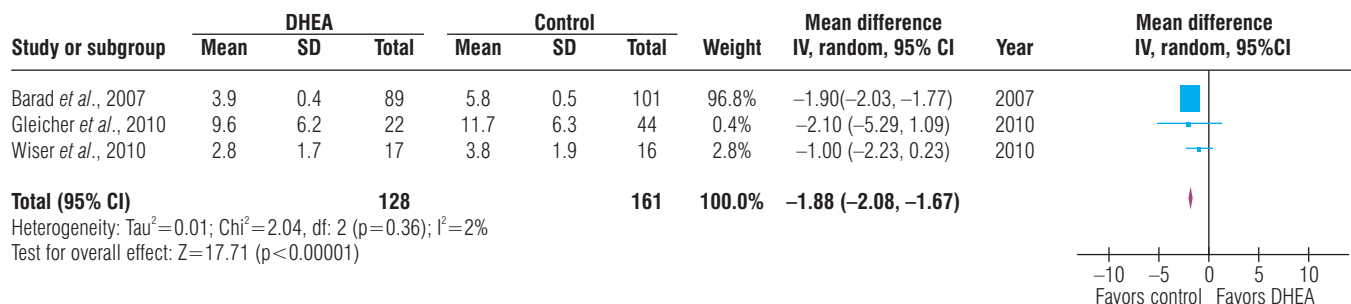 DHEA Control Mean difference Mean difference
Study or subgroup Mean SD Total Mean SD Total Weight IV, random, 95% CI Year IV, random, 95%CI
Barad et al., 2007 3.9 0.4 89 5.8 0.5 101 96.8% −1.90(−2.03, −1.77) 2007
Gleicher et al., 2010 9.6 6.2 22 11.7 6.3 44 0.4% −2.10 (−5.29, 1.09) 2010
Wiser et al., 2010 2.8 1.7 17 3.8 1.9 16 2.8% −1.00 (−2.23, 0.23) 2010
Total (95% CI) 128 161 100.0% −1.88 (−2.08, −1.67)
Heterogeneity: Tau²=0.01; Chi²=2.04, df: 2 (p=0.36); I²=2%
Test for overall effect: Z=17.71 (p<0.00001)
−10 −5 0 5 10
Favors control Favors DHEA